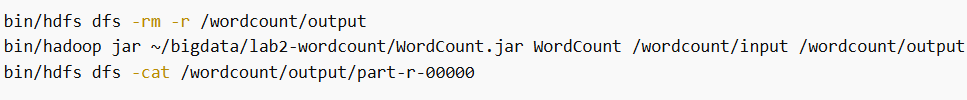 bin/hdfs dfs -rm -r /wordcount/output
bin/hadoop jar ~/bigdata/lab2-wordcount/WordCount.jar WordCount /wordcount/input /wordcount/output
bin/hdfs dfs -cat /wordcount/output/part-r-00000